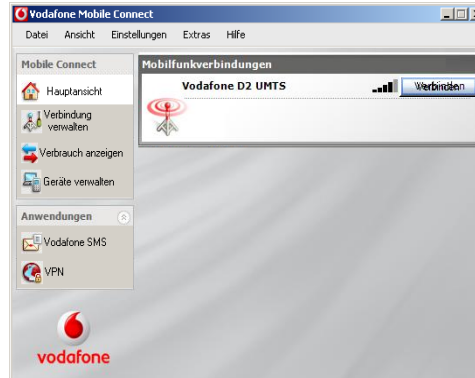 Vodafone Mobile Connect
Datei Ansicht Einstellungen Extras Hilfe
Mobile Connect
Hauptansicht
Verbindung
verwalten
Verbrauch anzeigen
Geräte verwalten
Anwendungen
Vodafone SMS
VPN
vodafone
Mobilfunkverbindungen
Vodafone D2 UMTS
Verbinden